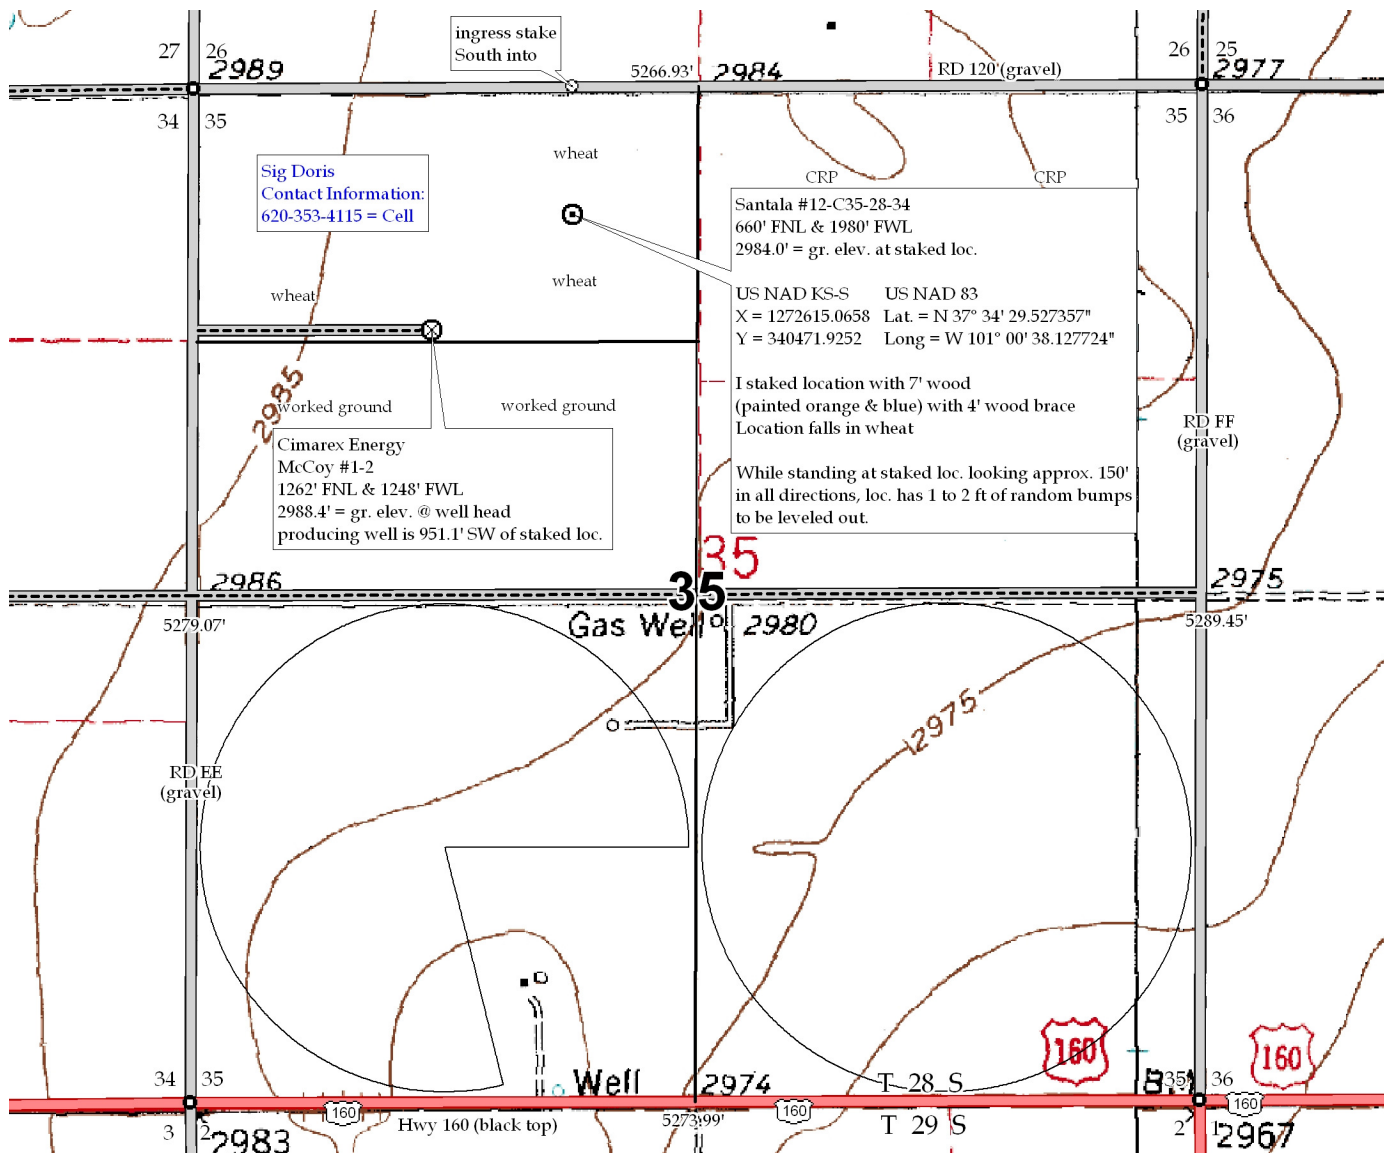 ingress stake
South into
27 26
2989
5266.93'
2984
RD 120 (gravel)
26 25
2977
34 35
35 36
wheat
Sig Doris
Contact Information:
620-353-4115 = Cell
CRP
CRP
Santala #12-C35-28-34
660' FNL & 1980' FWL
2984.0' = gr. elev. at staked loc.
US NAD KS-S US NAD 83
X = 1272615.0658 Lat. = N 37° 34' 29.527357"
Y = 340471.9252 Long = W 101° 00' 38.127724"
I staked location with 7' wood
(painted orange & blue) with 4' wood brace
Location falls in wheat
While standing at staked loc. looking approx. 150'
in all directions, loc. has 1 to 2 ft of random bumps
to be leveled out.
wheat
wheat
2985
worked ground
worked ground
RD FF
(gravel)
Cimarex Energy
McCoy #1-2
1262' FNL & 1248' FWL
2988.4' = gr. elev. @ well head
producing well is 951.1' SW of staked loc.
35
35
2986
2975
5279.07'
Gas Well
2980
5289.45'
2975
RD EE
(gravel)
160
160
34 35
Well
2974
T 28 S
B.M
35 36
160
Hwy 160 (black top)
5273.99'
160
T 29 S
160
3 2
2983
2 1
2967